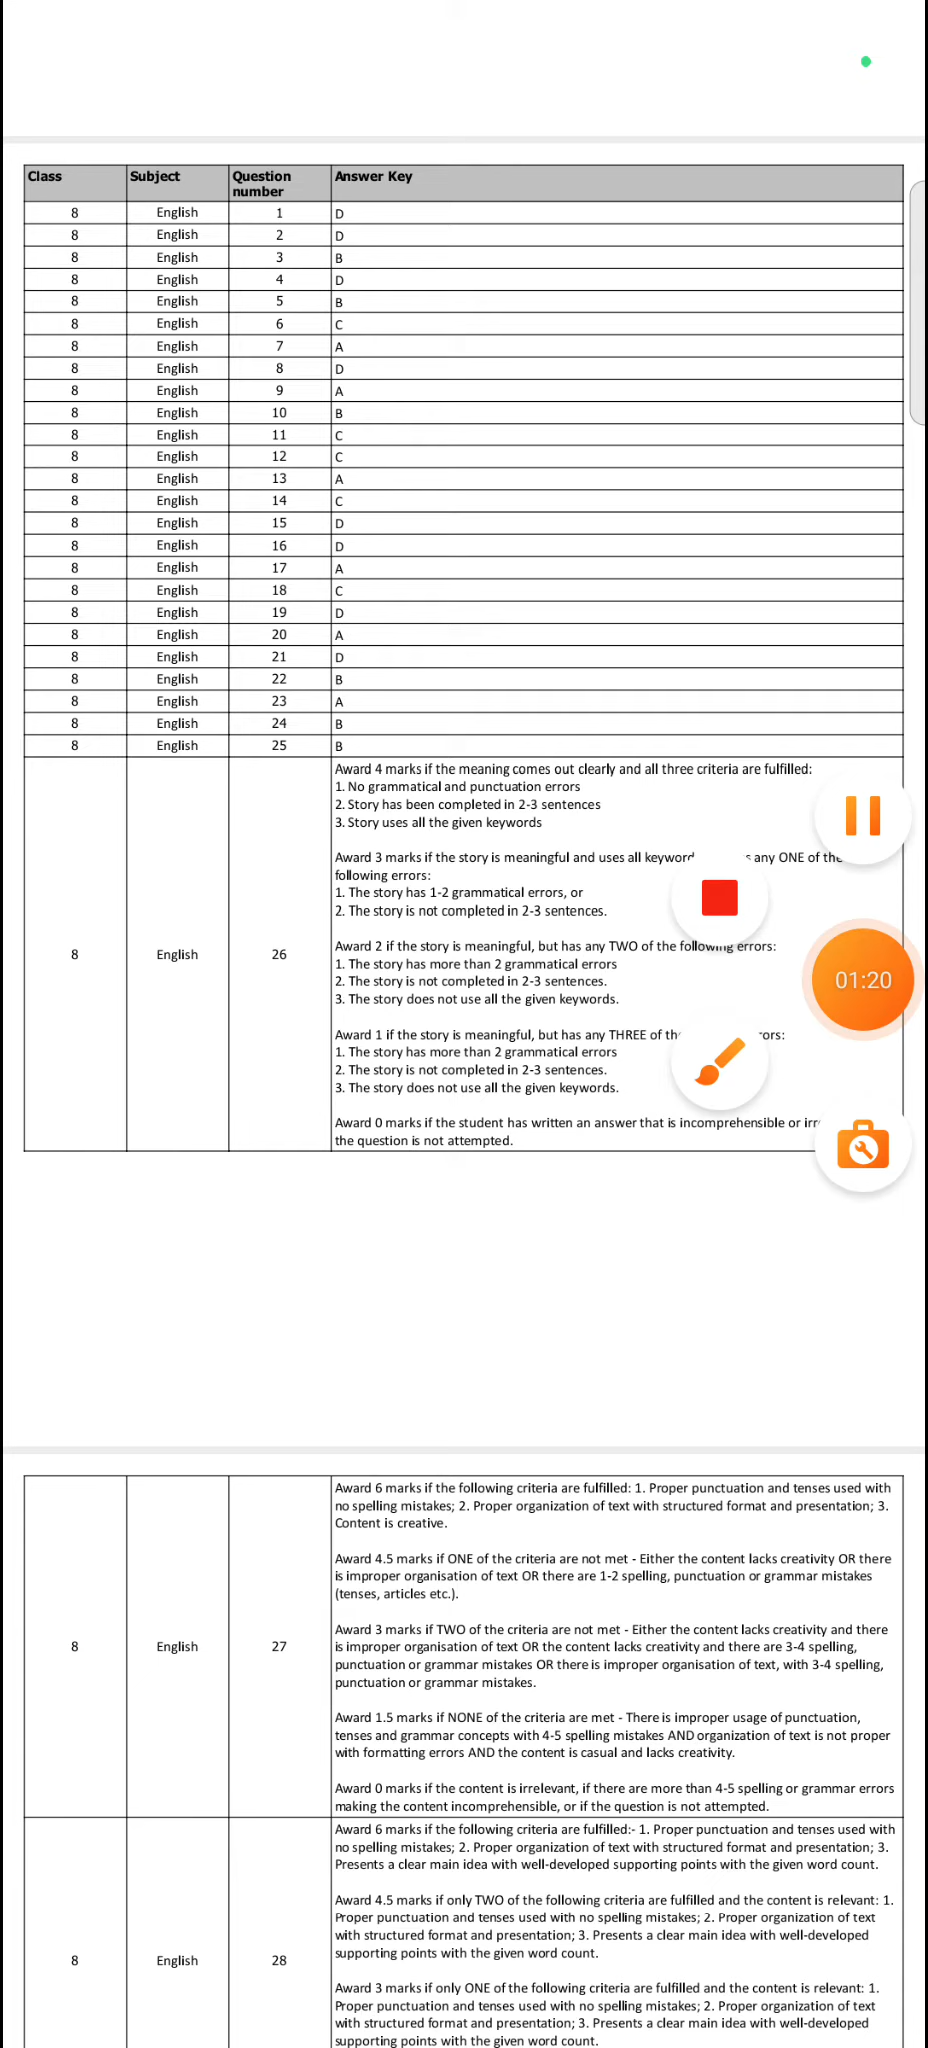 Class Subject Question number Answer Key
8 English 1 D
8 English 2 D
8 English 3 B
8 English 4 D
8 English 5 B
8 English 6 C
8 English 7 A
8 English 8 D
8 English 9 A
8 English 10 B
8 English 11 C
8 English 12 C
8 English 13 A
8 English 14 C
8 English 15 D
8 English 16 D
8 English 17 A
8 English 18 C
8 English 19 D
8 English 20 A
8 English 21 D
8 English 22 B
8 English 23 A
8 English 24 B
8 English 25 B
8 English 26
Award 4 marks if the meaning comes out clearly and all three criteria are fulfilled:
1. No grammatical and punctuation errors
2. Story has been completed in 2-3 sentences
3. Story uses all the given keywords
Award 3 marks if the story is meaningful and uses all any ONE of the
following errors:
1. The story has 1-2 grammatical errors, or
2. The story is not completed in 2-3 sentences.
Award 2 if the story is meaningful, but has any TWO of the following errors:
1. The story has more than 2 grammatical errors
2. The story is not completed in 2-3 sentences.
3. The story does not use all the given keywords.
Award 1 if the story is meaningful, but has any THREE of
1. The story has more than 2 grammatical errors
2. The story is not completed in 2-3 sentences.
3. The story does not use all the given keywords.
Award 0 marks if the student has written an answer that is incomprehensible or
the question is not attempted.
01:20
8 English 27
Award 6 marks if the following criteria are fulfilled: 1. Proper punctuation and tenses used with
no spelling mistakes; 2. Proper organization of text with structured format and presentation; 3.
Content is creative.
Award 4.5 marks if ONE of the criteria are not met - Either the content lacks creativity OR there
is improper organisation of text OR there are 1-2 spelling, punctuation or grammar mistakes
(tenses, articles etc.).
Award 3 marks if TWO of the criteria are not met - Either the content lacks creativity and there
is improper organisation of text OR the content lacks creativity and there are 3-4 spelling,
punctuation or grammar mistakes OR there is improper organisation of text, with 3-4 spelling,
punctuation or grammar mistakes.
Award 1.5 marks if NONE of the criteria are met - There is improper usage of punctuation,
tenses and grammar concepts with 4-5 spelling mistakes AND organization of text is not proper
with formatting errors AND the content is casual and lacks creativity.
Award 0 marks if the content is irrelevant, if there are more than 4-5 spelling or grammar errors
making the content incomprehensible, or if the question is not attempted.
8 English 28
Award 6 marks if the following criteria are fulfilled:- 1. Proper punctuation and tenses used with
no spelling mistakes; 2. Proper organization of text with structured format and presentation; 3.
Presents a clear main idea with well-developed supporting points with the given word count.
Award 4.5 marks if only TWO of the following criteria are fulfilled and the content is relevant: 1.
Proper punctuation and tenses used with no spelling mistakes; 2. Proper organization of text
with structured format and presentation; 3. Presents a clear main idea with well-developed
supporting points with the given word count.
Award 3 marks if only ONE of the following criteria are fulfilled and the content is relevant: 1.
Proper punctuation and tenses used with no spelling mistakes; 2. Proper organization of text
with structured format and presentation; 3. Presents a clear main idea with well-developed
supporting points with the given word count.